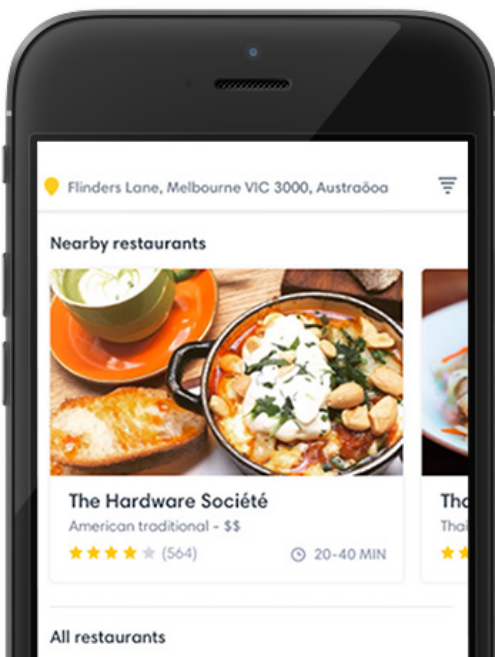 Flinders Lane, Melbourne VIC 3000, Austraöoa
Nearby restaurants
The Hardware Société
American traditional - $$
(564)
20-40 MIN
Thai
All restaurants